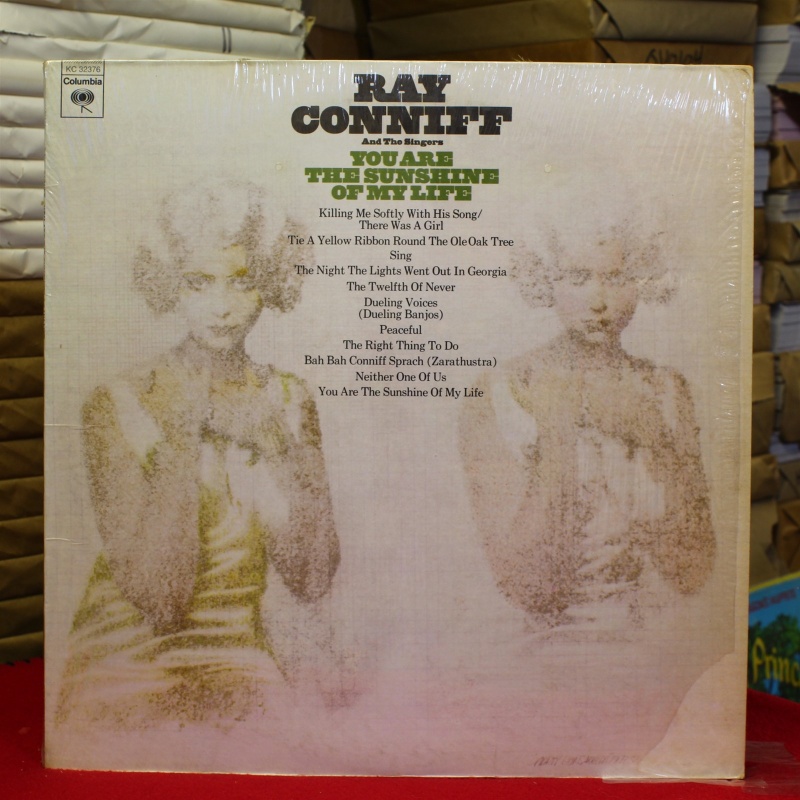 KC 32376
Columbia
RAY
CONNIFF
And The Singers
YOU ARE
THE SUNSHINE
OF MY LIFE
Killing Me Softly With His Song/
There Was A Girl
Tie A Yellow Ribbon Round The Ole Oak Tree
Sing
The Night The Lights Went Out In Georgia
The Twelfth Of Never
Dueling Voices
(Dueling Banjos)
Peaceful
The Right Thing To Do
Bah Bah Conniff Sprach (Zarathustra)
Neither One Of Us
You Are The Sunshine Of My Life